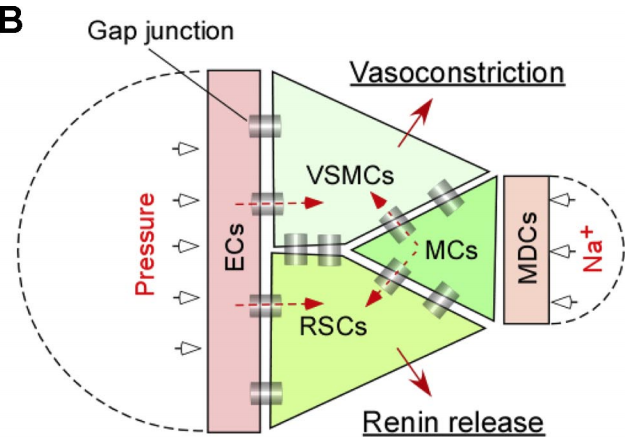 B
Gap junction
Vasoconstriction
VSMCs
Pressure
ECs
MCs
MDCs
Na+
RSCs
Renin release